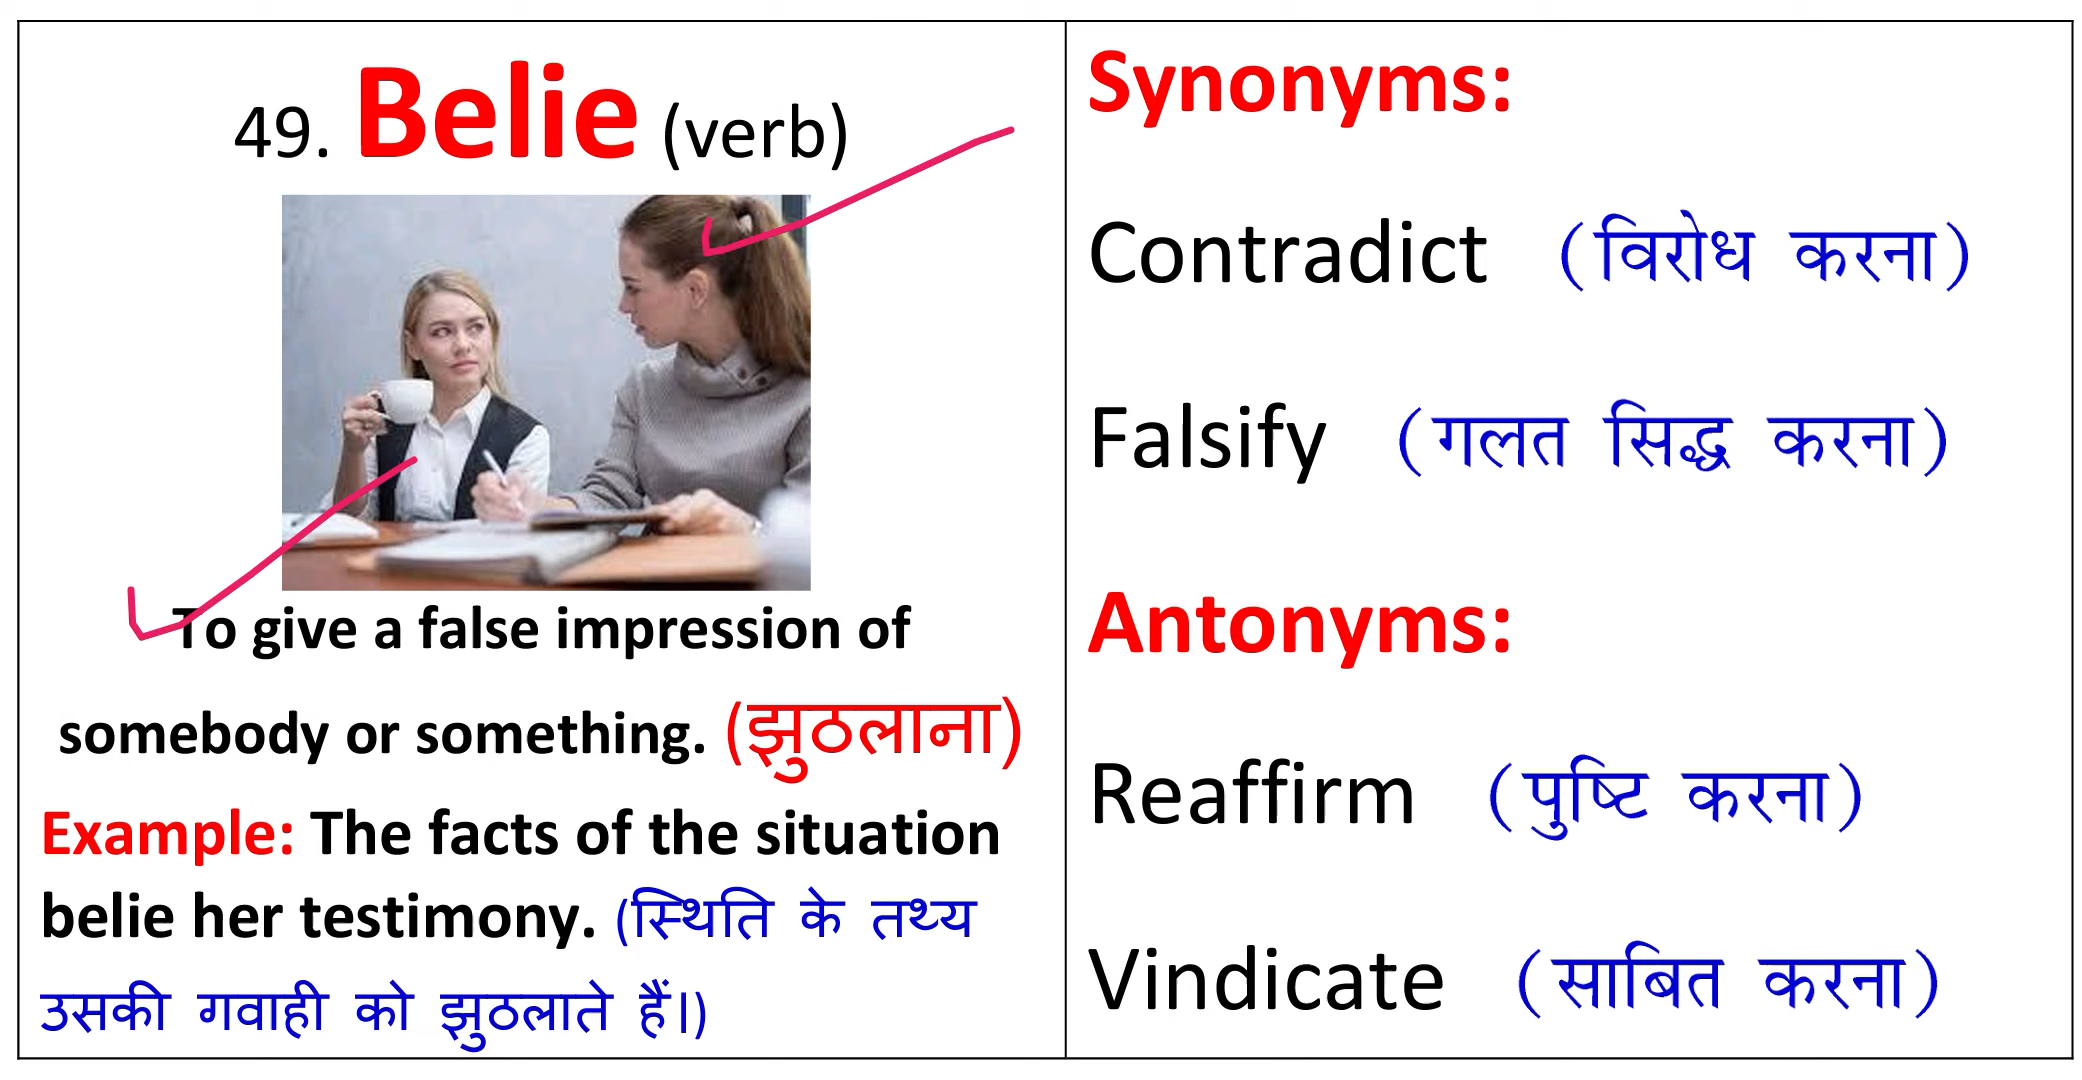 49. Belie (verb)
To give a false impression of
somebody or something. (झुठलाना)
Example: The facts of the situation
belie her testimony. (स्थिति के तथ्य
उसकी गवाही को झुठलाते हैं।)
Synonyms:
Contradict (विरोध करना)
Falsify (गलत सिद्ध करना)
Antonyms:
Reaffirm (पुष्टि करना)
Vindicate (साबित करना)